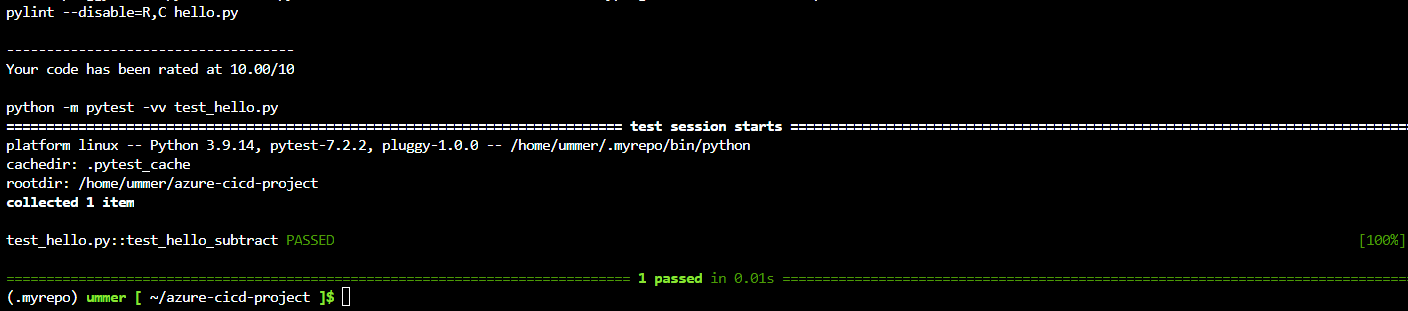 pylint --disable=R,C hello.py
------------------------------------
Your code has been rated at 10.00/10
python -m pytest -vv test_hello.py
============================================================================= test session starts =============================================================================
platform linux -- Python 3.9.14, pytest-7.2.2, pluggy-1.0.0 -- /home/ummer/.myrepo/bin/python
cachedir: .pytest_cache
rootdir: /home/ummer/azure-cicd-project
collected 1 item
test_hello.py::test_hello_subtract PASSED [100%]
============================================================================== 1 passed in 0.01s ==============================================================================
(.myrepo) ummer [ ~/azure-cicd-project ]$